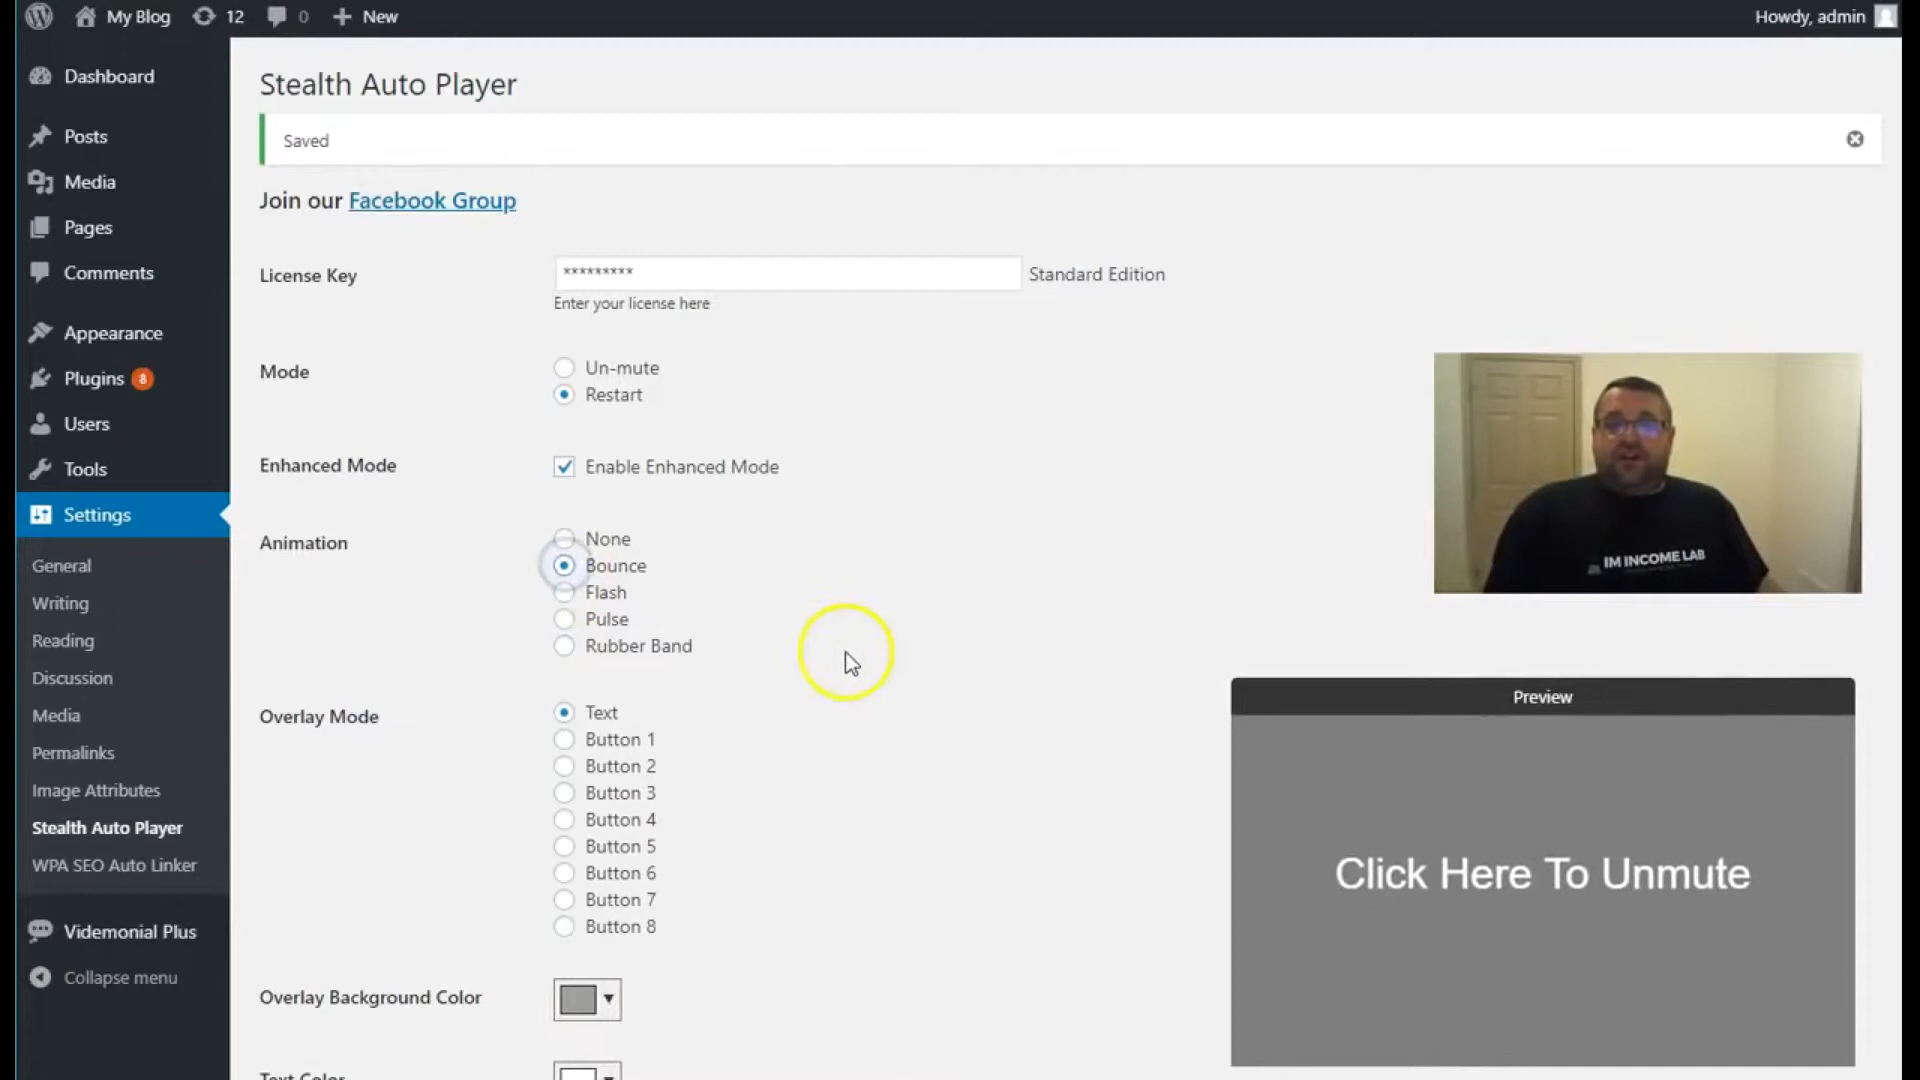 My Blog 12 0 New Howdy, admin
Dashboard
Posts
Media
Pages
Comments
Appearance
Plugins 8
Users
Tools
Settings
General
Writing
Reading
Discussion
Media
Permalinks
Image Attributes
Stealth Auto Player
WPA SEO Auto Linker
Videmonial Plus
Collapse menu
Stealth Auto Player
Saved
Join our Facebook Group
License Key ********* Standard Edition
Enter your license here
Mode
Un-mute
Restart
Enhanced Mode Enable Enhanced Mode
Animation
None
Bounce
Flash
Pulse
Rubber Band
Overlay Mode
Text
Button 1
Button 2
Button 3
Button 4
Button 5
Button 6
Button 7
Button 8
Overlay Background Color
Text Color
IM INCOME LAB
Preview
Click Here To Unmute